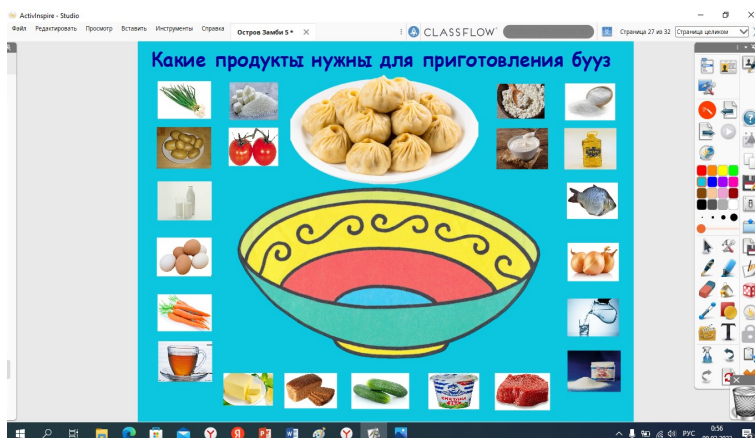 ActivInspire - Studio
Файл Редактировать Просмотр Вставить Инструменты Справка Остров Замби 5 * CLASSFLOW Страница 27 из 32 Страница целиком
Какие продукты нужны для приготовления бууз
РУС 0:56